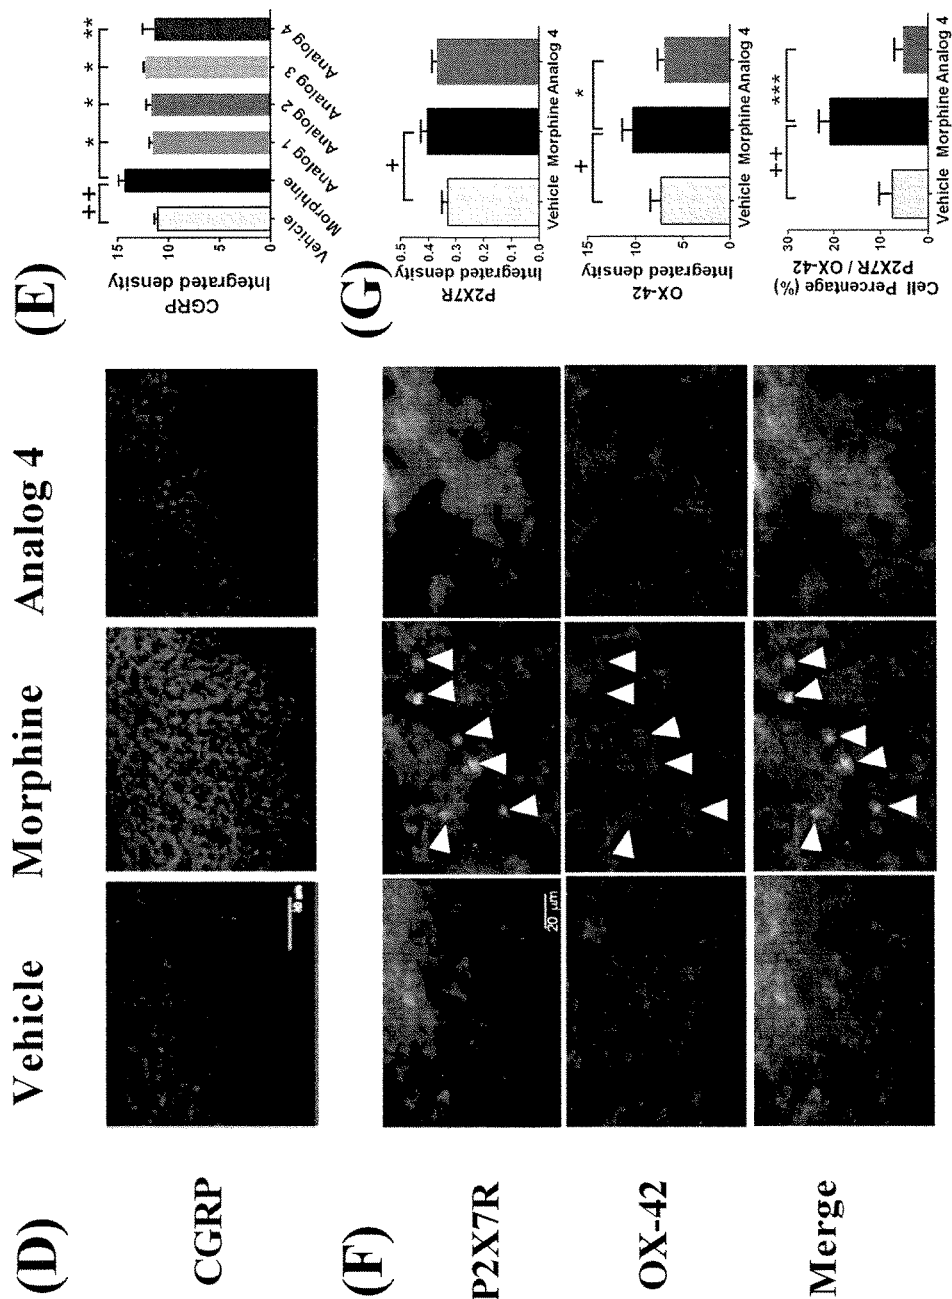 Vehicle Morphine Analog 4
(D)
CGRP
(E)
CGRP
Integrated density
15
10
5
0
++ * * * **
Vehicle
Morphine
Analog 1
Analog 2
Analog 3
Analog 4
(F)
P2X7R
20 µm
OX-42
Merge
(G)
P2X7R
Integrated density
0.5
0.4
0.3
0.2
0.1
0.0
+
Vehicle Morphine Analog 4
OX-42
Integrated density
15
10
5
0
+ *
Vehicle Morphine Analog 4
Cell Percentage (%)
P2X7R / OX-42
30
20
10
0
++ ***
Vehicle Morphine Analog 4